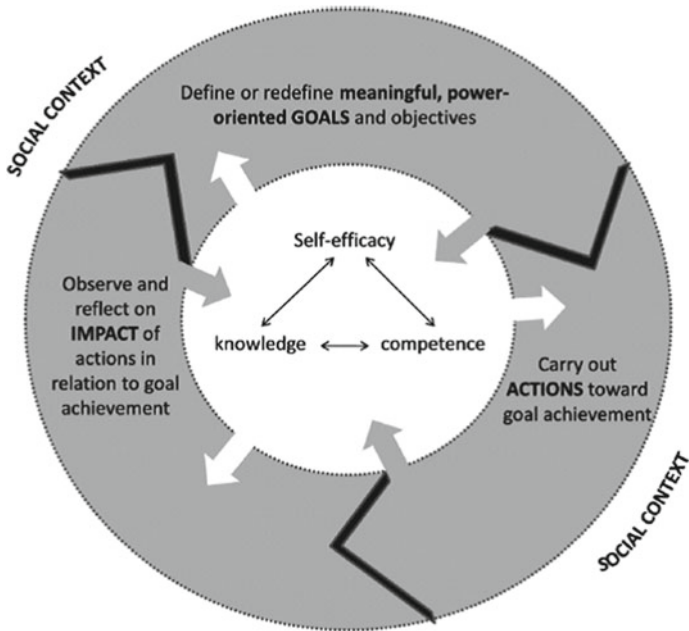 SOCIAL CONTEXT
Define or redefine meaningful, power-
oriented GOALS and objectives
Self-efficacy
knowledge
competence
Observe and
reflect on
IMPACT of
actions in
relation to goal
achievement
Carry out
ACTIONS toward
goal achievement
SOCIAL CONTEXT